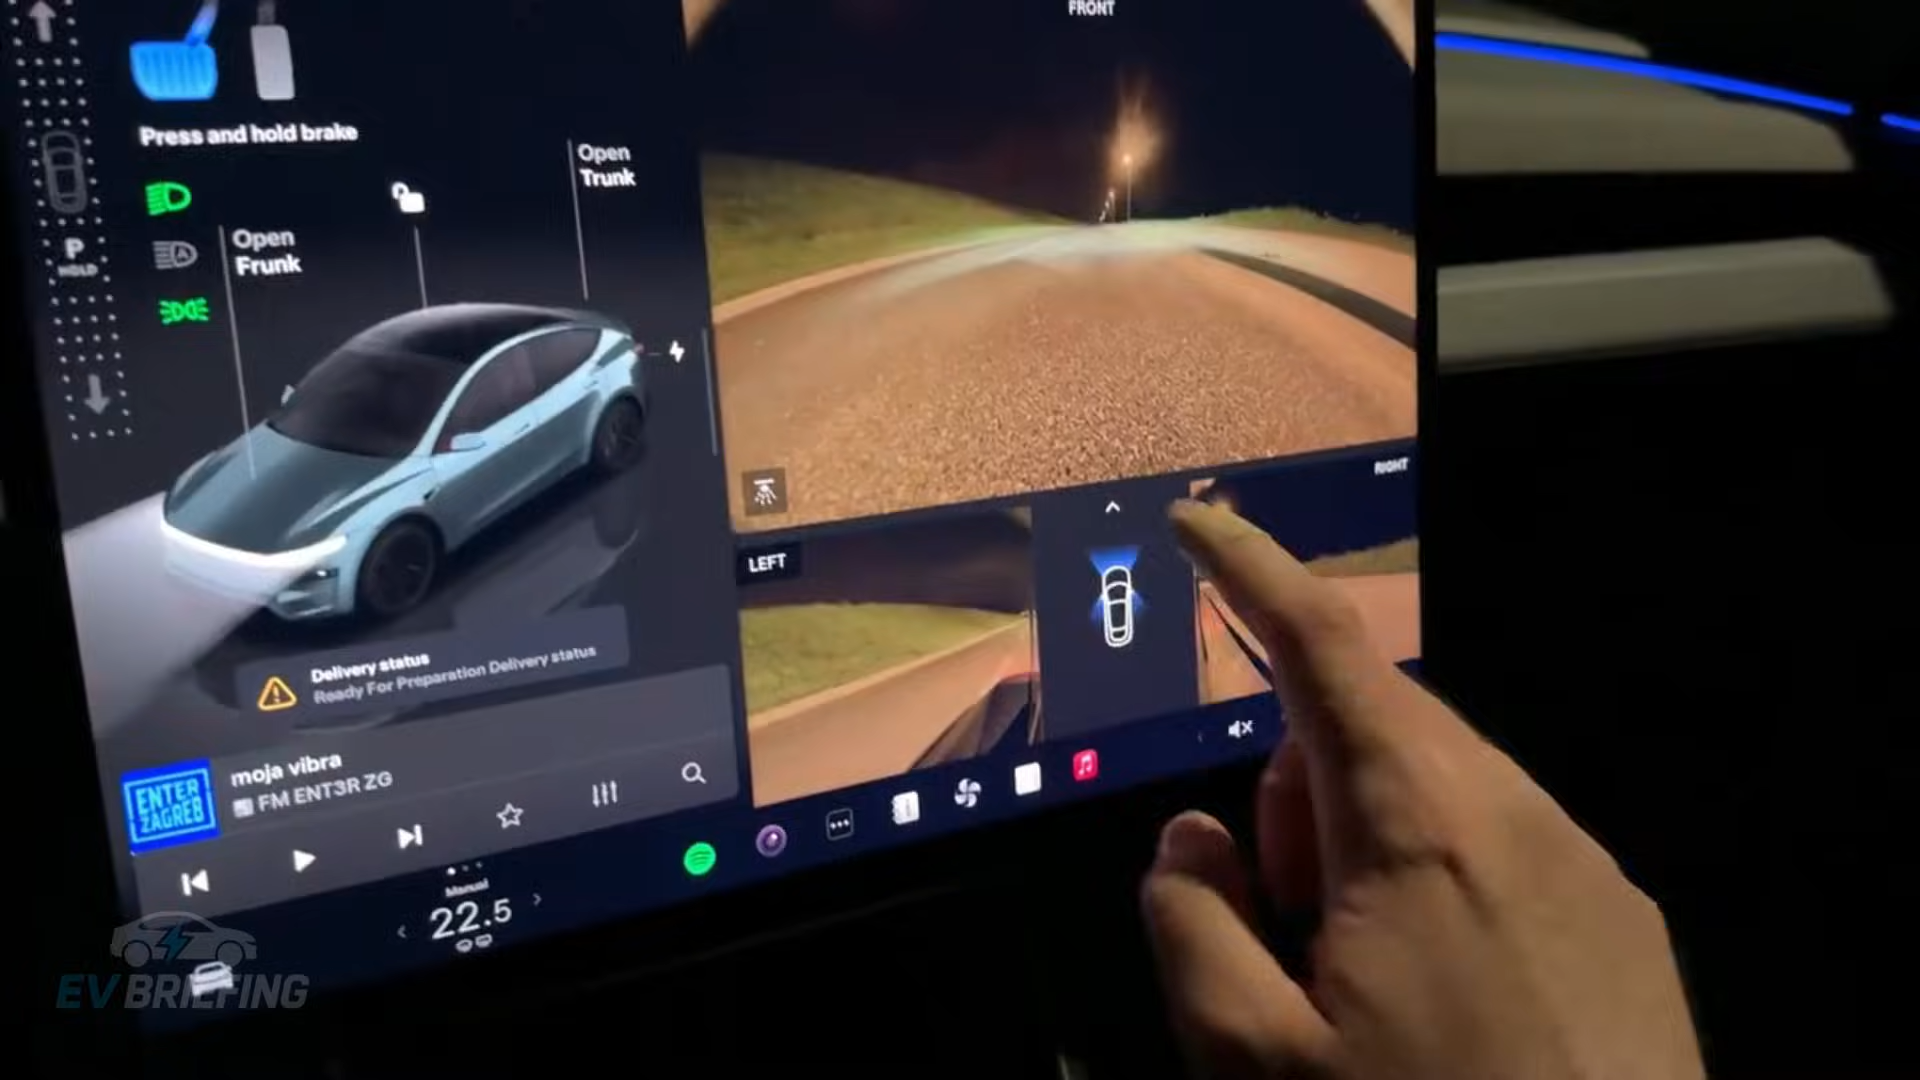 FRONT
Press and hold brake
Open
Trunk
Open
Frunk
P
HOLD
RIGHT
LEFT
Delivery status
Ready For Preparation Delivery status
moja vibra
FM ENT3R ZG
ENTER
ZAGREB
Manual
22.5
EV BRIEFING